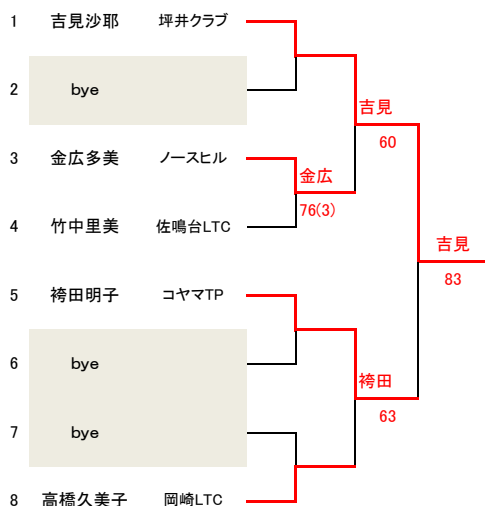 1 吉見沙耶 坪井クラブ
2 bye
吉見
60
3 金広多美 ノースヒル
金広
76(3)
4 竹中里美 佐鳴台LTC
吉見
83
5 袴田明子 コヤマTP
6 bye
袴田
63
7 bye
8 高橋久美子 岡崎LTC